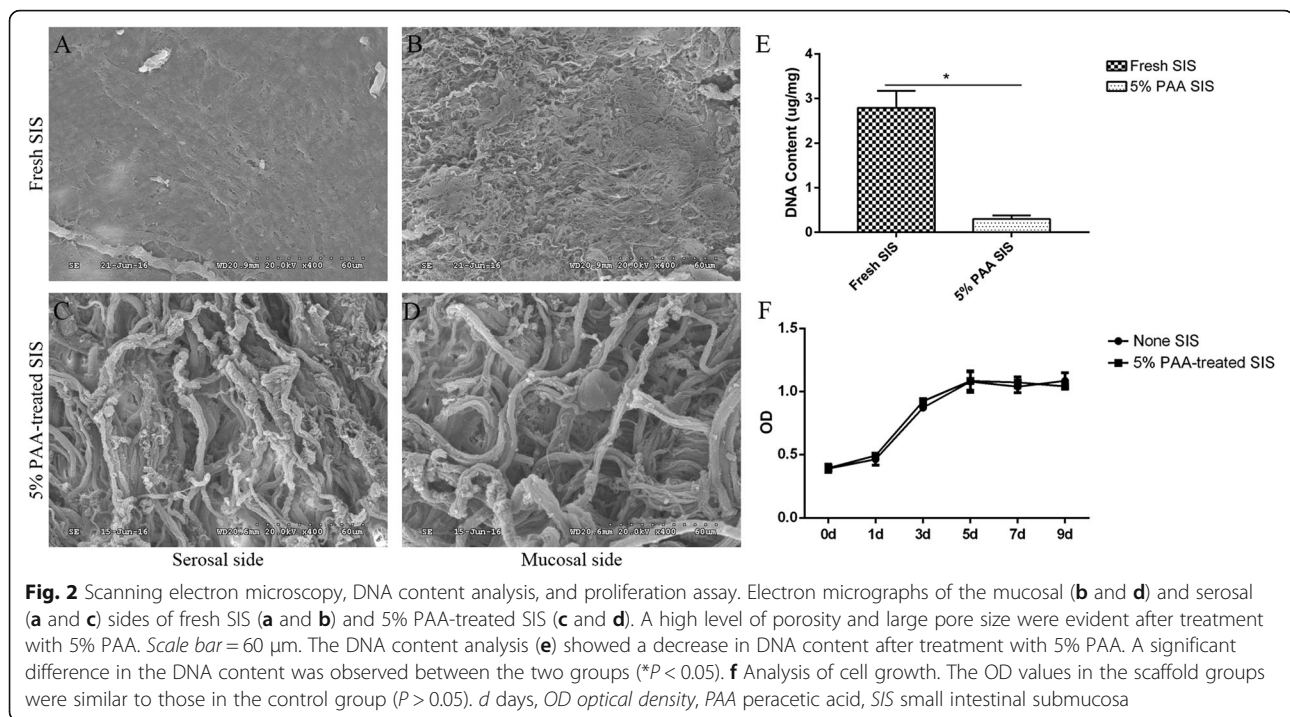 A
B
Fresh SIS
SE 21-Jun-16 WD20.9mm 20.0kV x400 60um
SE 21-Jun-16 WD20.9mm 20.0kV x400 60um
C
D
5% PAA-treated SIS
SE 15-Jun-16 WD20.6mm 20.0kV x400 60um
SE 15-Jun-16 WD20.6mm 20.0kV x400 60um
Serosal side
Mucosal side
E
DNA Content (ug/mg)
4
3
2
1
0
*
Fresh SIS
5% PAA SIS
Fresh SIS
5% PAA SIS
F
OD
1.5
1.0
0.5
0.0
0d 1d 3d 5d 7d 9d
None SIS
5% PAA-treated SIS
Fig. 2 Scanning electron microscopy, DNA content analysis, and proliferation assay. Electron micrographs of the mucosal (b and d) and serosal
(a and c) sides of fresh SIS (a and b) and 5% PAA-treated SIS (c and d). A high level of porosity and large pore size were evident after treatment
with 5% PAA. Scale bar = 60 μm. The DNA content analysis (e) showed a decrease in DNA content after treatment with 5% PAA. A significant
difference in the DNA content was observed between the two groups (*P < 0.05). f Analysis of cell growth. The OD values in the scaffold groups
were similar to those in the control group (P > 0.05). d days, OD optical density, PAA peracetic acid, SIS small intestinal submucosa